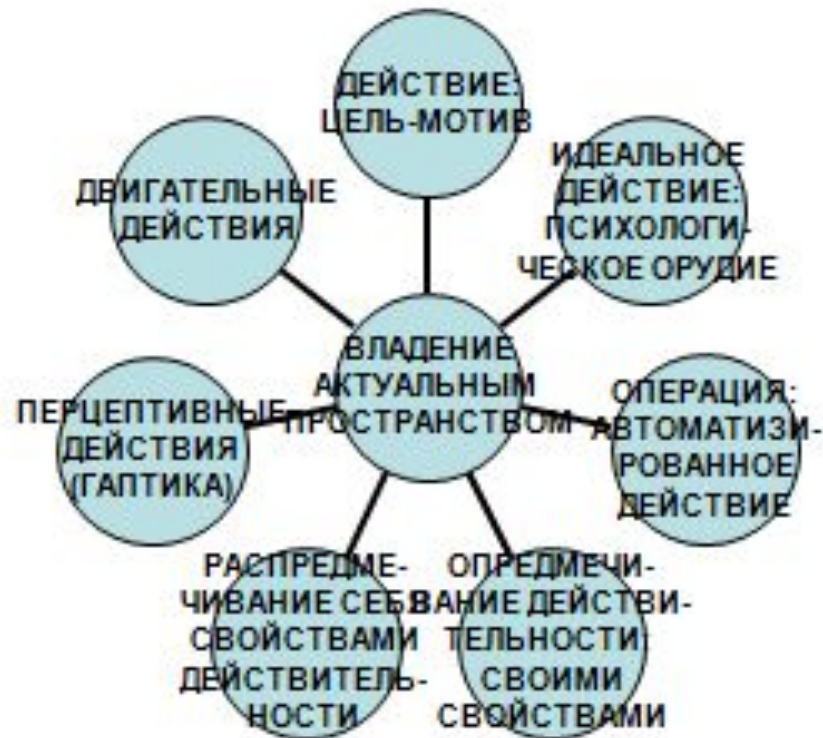 ДЕЙСТВИЕ:
ЦЕЛЬ-МОТИВ
ИДЕАЛЬНОЕ
ДЕЙСТВИЕ:
ПСИХОЛОГИ-
ЧЕСКОЕ ОРУДИЕ
ДВИГАТЕЛЬНЫЕ
ДЕЙСТВИЯ
ВЛАДЕНИЕ
АКТУАЛЬНЫМ
ПРОСТРАНСТВОМ
ОПЕРАЦИЯ:
АВТОМАТИЗИ-
РОВАННОЕ
ДЕЙСТВИЕ
ПЕРЦЕПТИВНЫЕ
ДЕЙСТВИЯ
(ГАПТИКА)
РАСПРЕДМЕ-
ЧИВАНИЕ СЕБЯ
СВОЙСТВАМИ
ДЕЙСТВИТЕЛЬ-
НОСТИ
ОПРЕДМЕЧИ-
ВАНИЕ ДЕЙСТВИ-
ТЕЛЬНОСТИ
СВОИМИ
СВОЙСТВАМИ